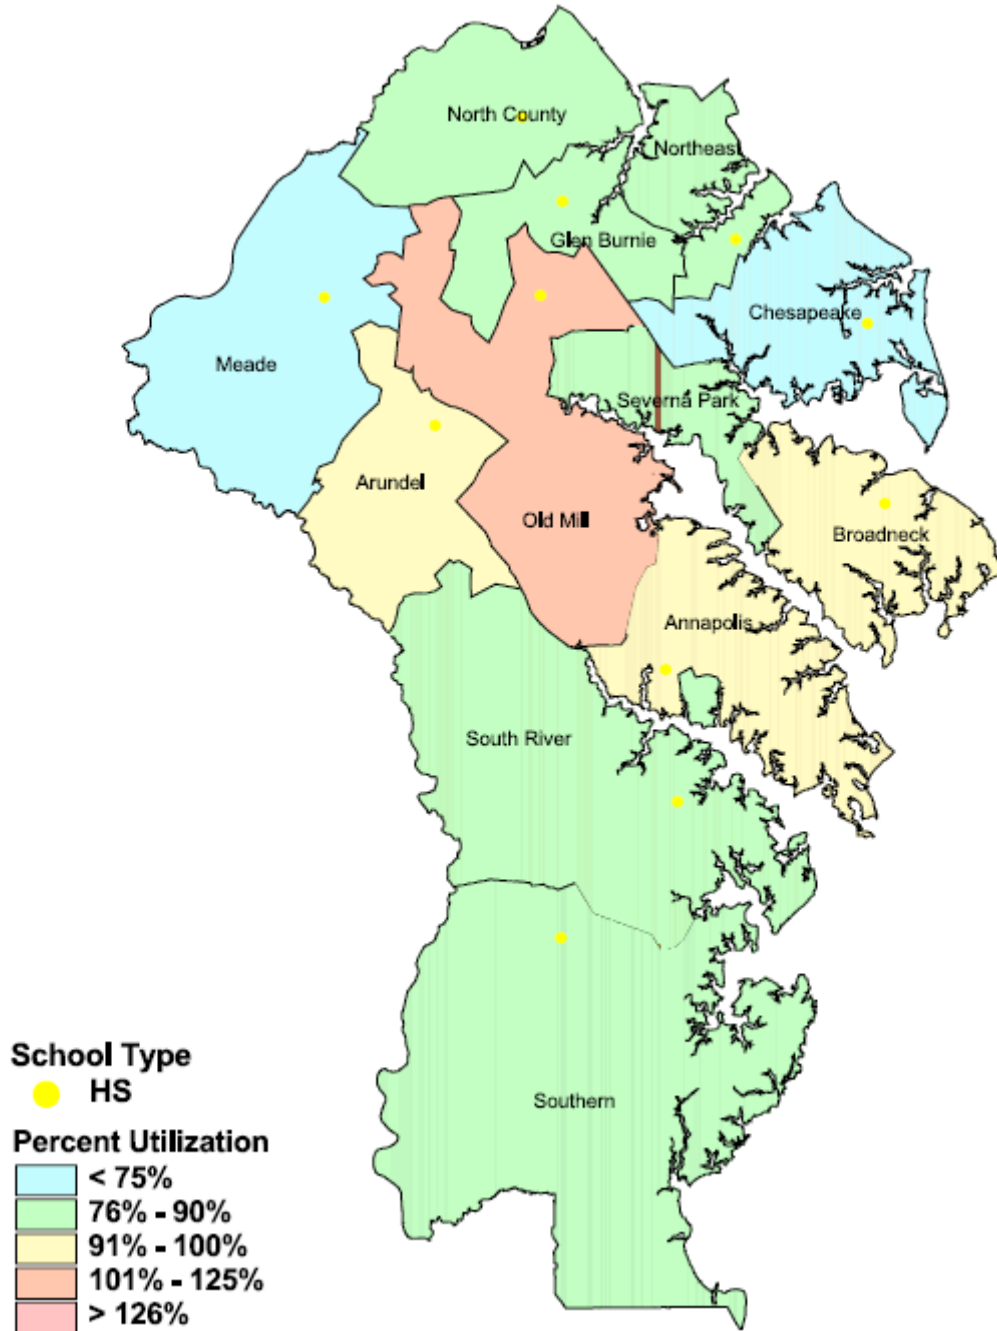 North County
Northeast
Glen Burnie
Chesapeake
Meade
Severna Park
Arundel
Old Mill
Broadneck
Annapolis
South River
Southern
School Type
HS
Percent Utilization
< 75%
76% - 90%
91% - 100%
101% - 125%
> 126%